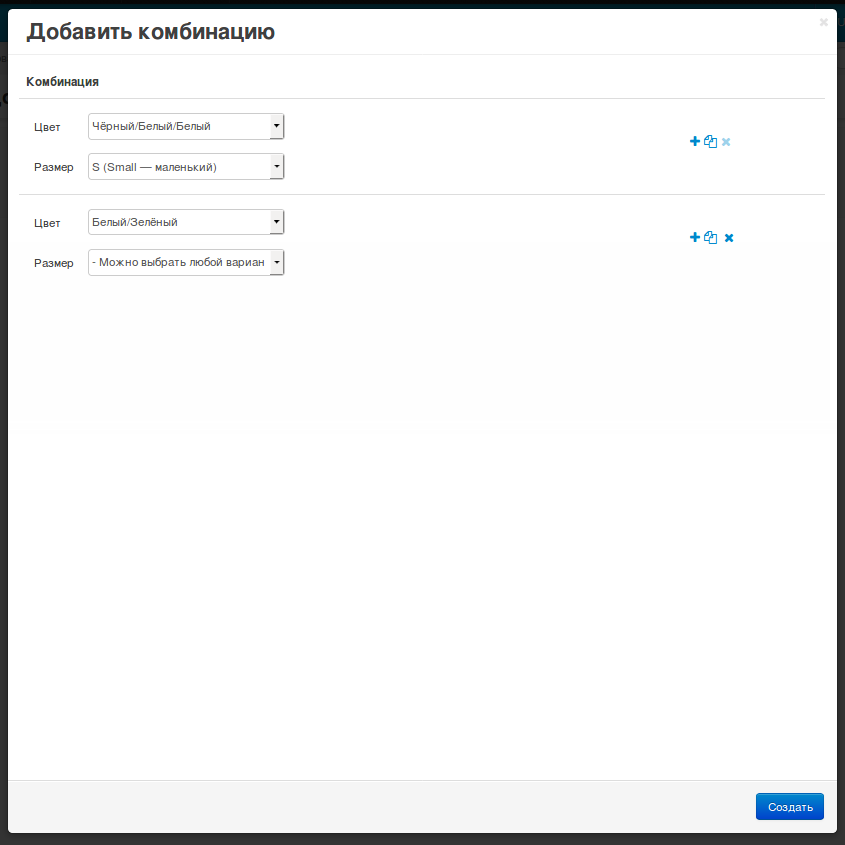 Добавить комбинацию
Комбинация
Цвет Чёрный/Белый/Белый
Размер S (Small — маленький)
Цвет Белый/Зелёный
Размер - Можно выбрать любой вариан
Создать